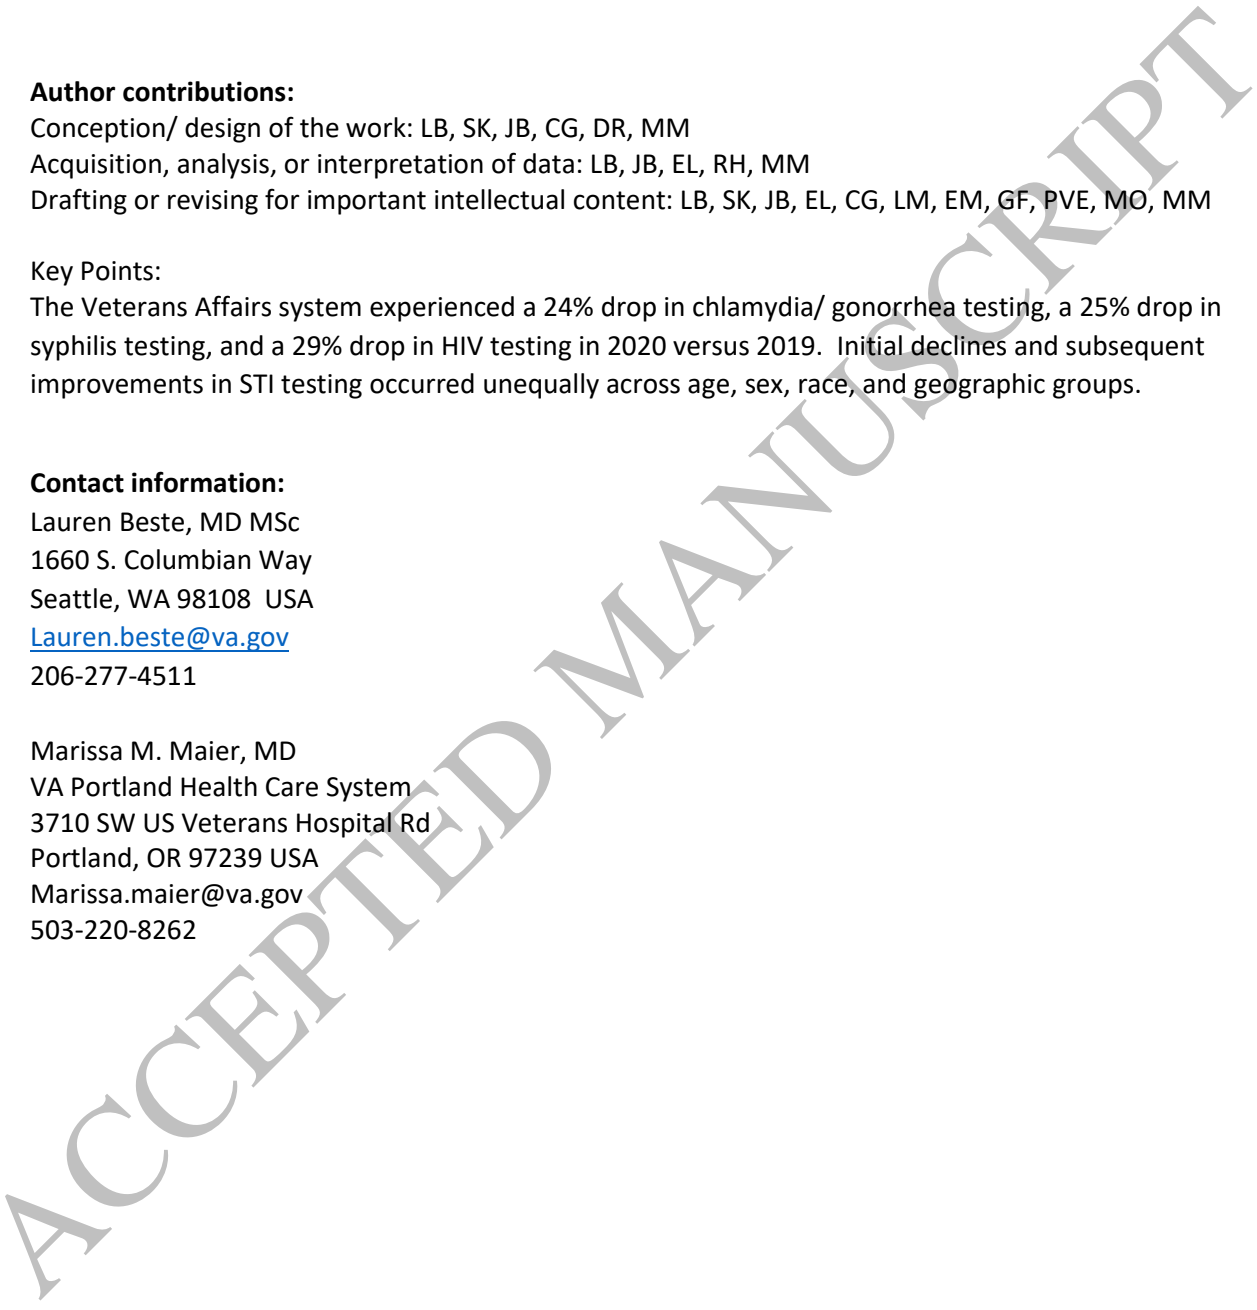 Author contributions:
Conception/ design of the work: LB, SK, JB, CG, DR, MM
Acquisition, analysis, or interpretation of data: LB, JB, EL, RH, MM
Drafting or revising for important intellectual content: LB, SK, JB, EL, CG, LM, EM, GF, PVE, MO, MM
Key Points:
The Veterans Affairs system experienced a 24% drop in chlamydia/ gonorrhea testing, a 25% drop in
syphilis testing, and a 29% drop in HIV testing in 2020 versus 2019.  Initial declines and subsequent
improvements in STI testing occurred unequally across age, sex, race, and geographic groups.
Contact information:
Lauren Beste, MD MSc
1660 S. Columbian Way
Seattle, WA 98108  USA
Lauren.beste@va.gov
206-277-4511
Marissa M. Maier, MD
VA Portland Health Care System
3710 SW US Veterans Hospital Rd
Portland, OR 97239 USA
Marissa.maier@va.gov
503-220-8262
ACCEPTED MANUSCRIPT